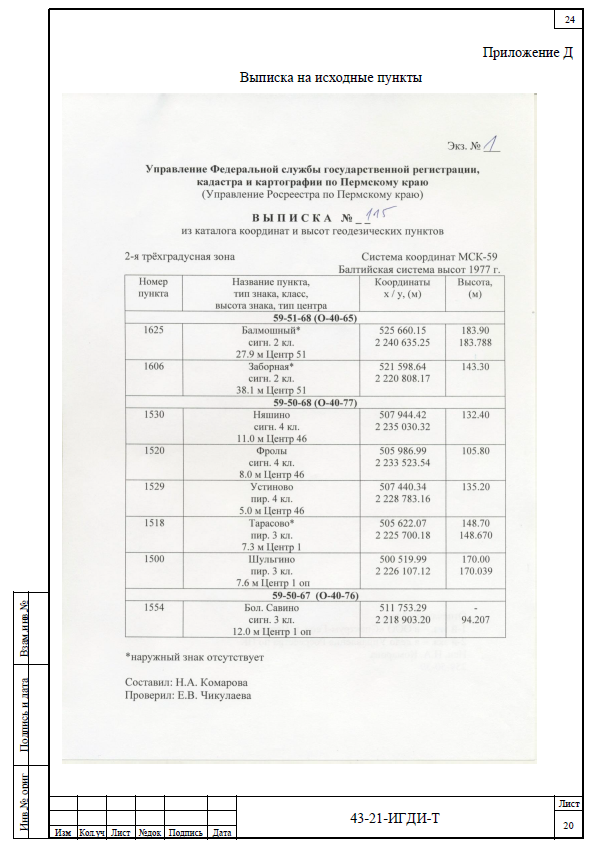 24
Приложение Д
Выписка на исходные пункты
Экз. № 1
Управление Федеральной службы государственной регистрации,
кадастра и картографии по Пермскому краю
(Управление Росреестра по Пермскому краю)
ВЫПИСКА № 115
из каталога координат и высот геодезических пунктов
2-я трёхградусная зона Система координат МСК-59
Балтийская система высот 1977 г.
Номер пункта Название пункта, тип знака, класс, высота знака, тип центра Координаты x / y, (м) Высота, (м)
59-51-68 (О-40-65)
1625 Балмошный* 525 660.15 183.90
сигн. 2 кл. 2 240 635.25 183.788
27.9 м Центр 51
1606 Заборная* 521 598.64 143.30
сигн. 2 кл. 2 220 808.17
38.1 м Центр 51
59-50-68 (О-40-77)
1530 Няшино 507 944.42 132.40
сигн. 4 кл. 2 235 030.32
11.0 м Центр 46
1520 Фролы 505 986.99 105.80
сигн. 4 кл. 2 233 523.54
8.0 м Центр 46
1529 Устиново 507 440.34 135.20
пир. 4 кл. 2 228 783.16
5.0 м Центр 46
1518 Тарасово* 505 622.07 148.70
пир. 3 кл. 2 225 700.18 148.670
7.3 м Центр 1
1500 Шульгино 500 519.99 170.00
пир. 3 кл. 2 226 107.12 170.039
7.6 м Центр 1 оп
59-50-67 (О-40-76)
1554 Бол. Савино 511 753.29 -
сигн. 3 кл. 2 218 903.20 94.207
12.0 м Центр 1 оп
*наружный знак отсутствует
Составил: Н.А. Комарова
Проверил: Е.В. Чикулаева
Взам.инв.№
Подпись и дата
Инв.№ ориг
Изм Кол.уч Лист №док Подпись Дата
43-21-ИГДИ-Т
Лист
20